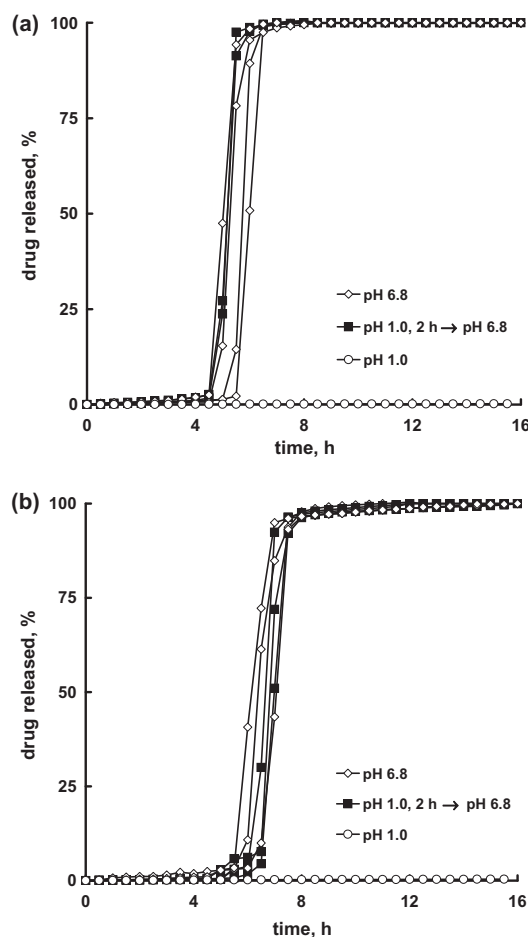 (a)
100
75
50
25
0
drug released, %
pH 6.8
pH 1.0, 2 h → pH 6.8
pH 1.0
0 4 8 12 16
time, h
(b)
100
75
50
25
0
drug released, %
pH 6.8
pH 1.0, 2 h → pH 6.8
pH 1.0
0 4 8 12 16
time, h